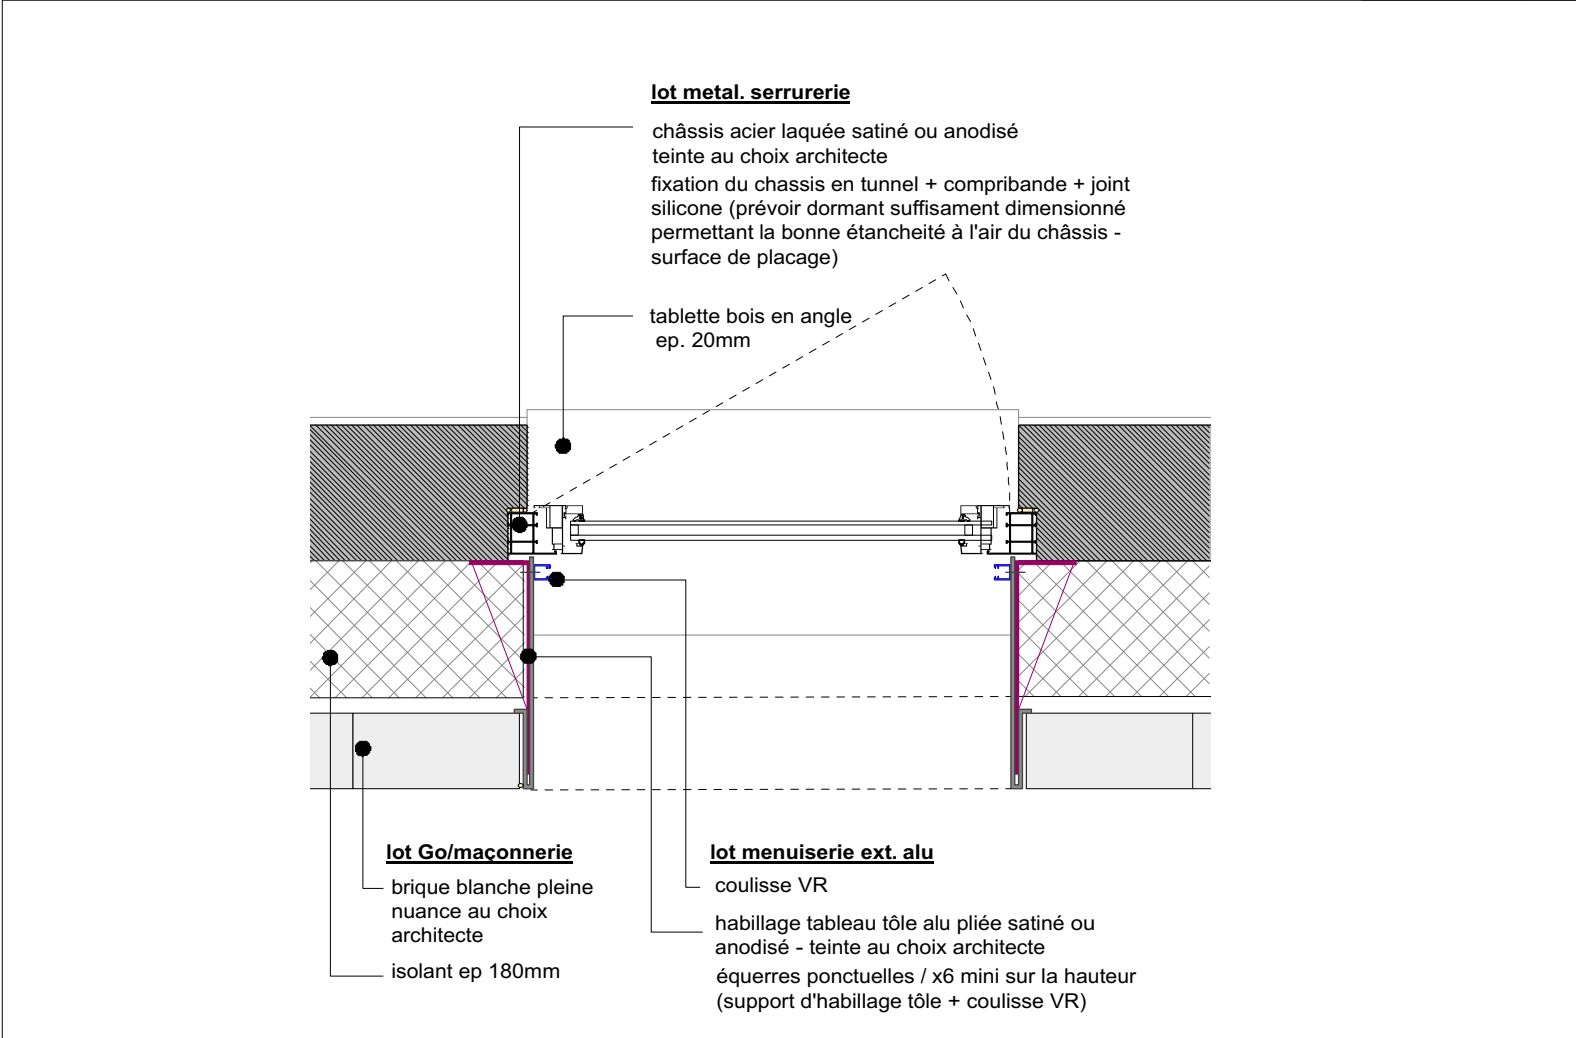 lot metal. serrurerie
châssis acier laquée satiné ou anodisé
teinte au choix architecte
fixation du chassis en tunnel + compribande + joint
silicone (prévoir dormant suffisament dimensionné
permettant la bonne étancheité à l'air du châssis -
surface de placage)
tablette bois en angle
ep. 20mm
lot Go/maçonnerie
brique blanche pleine
nuance au choix
architecte
isolant ep 180mm
lot menuiserie ext. alu
coulisse VR
habillage tableau tôle alu pliée satiné ou
anodisé - teinte au choix architecte
équerres ponctuelles / x6 mini sur la hauteur
(support d'habillage tôle + coulisse VR)